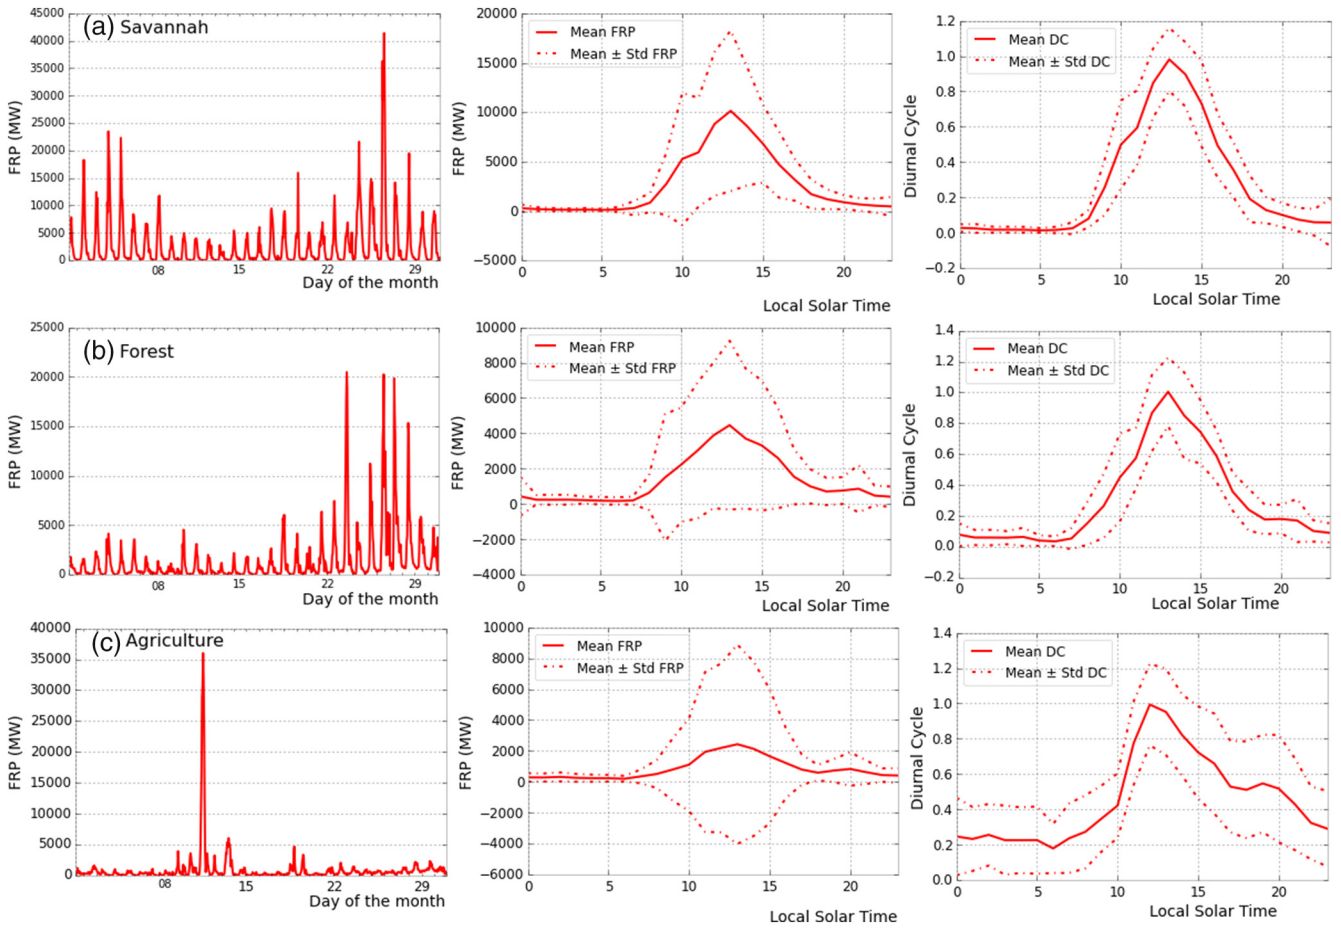 (a) Savannah
45000
40000
35000
30000
25000
20000
15000
10000
5000
0
FRP (MW)
08 15 22 29
Day of the month
20000
15000
10000
5000
0
−5000
FRP (MW)
Mean FRP
Mean ± Std FRP
0 5 10 15 20
Local Solar Time
1.2
1.0
0.8
0.6
0.4
0.2
0.0
−0.2
Diurnal Cycle
Mean DC
Mean ± Std DC
0 5 10 15 20
Local Solar Time
(b) Forest
25000
20000
15000
10000
5000
0
FRP (MW)
08 15 22 29
Day of the month
10000
8000
6000
4000
2000
0
−2000
−4000
FRP (MW)
Mean FRP
Mean ± Std FRP
0 5 10 15 20
Local Solar Time
1.4
1.2
1.0
0.8
0.6
0.4
0.2
0.0
−0.2
Diurnal Cycle
Mean DC
Mean ± Std DC
0 5 10 15 20
Local Solar Time
(c) Agriculture
40000
35000
30000
25000
20000
15000
10000
5000
0
FRP (MW)
08 15 22 29
Day of the month
10000
8000
6000
4000
2000
0
−2000
−4000
−6000
FRP (MW)
Mean FRP
Mean ± Std FRP
0 5 10 15 20
Local Solar Time
1.4
1.2
1.0
0.8
0.6
0.4
0.2
0.0
Diurnal Cycle
Mean DC
Mean ± Std DC
0 5 10 15 20
Local Solar Time